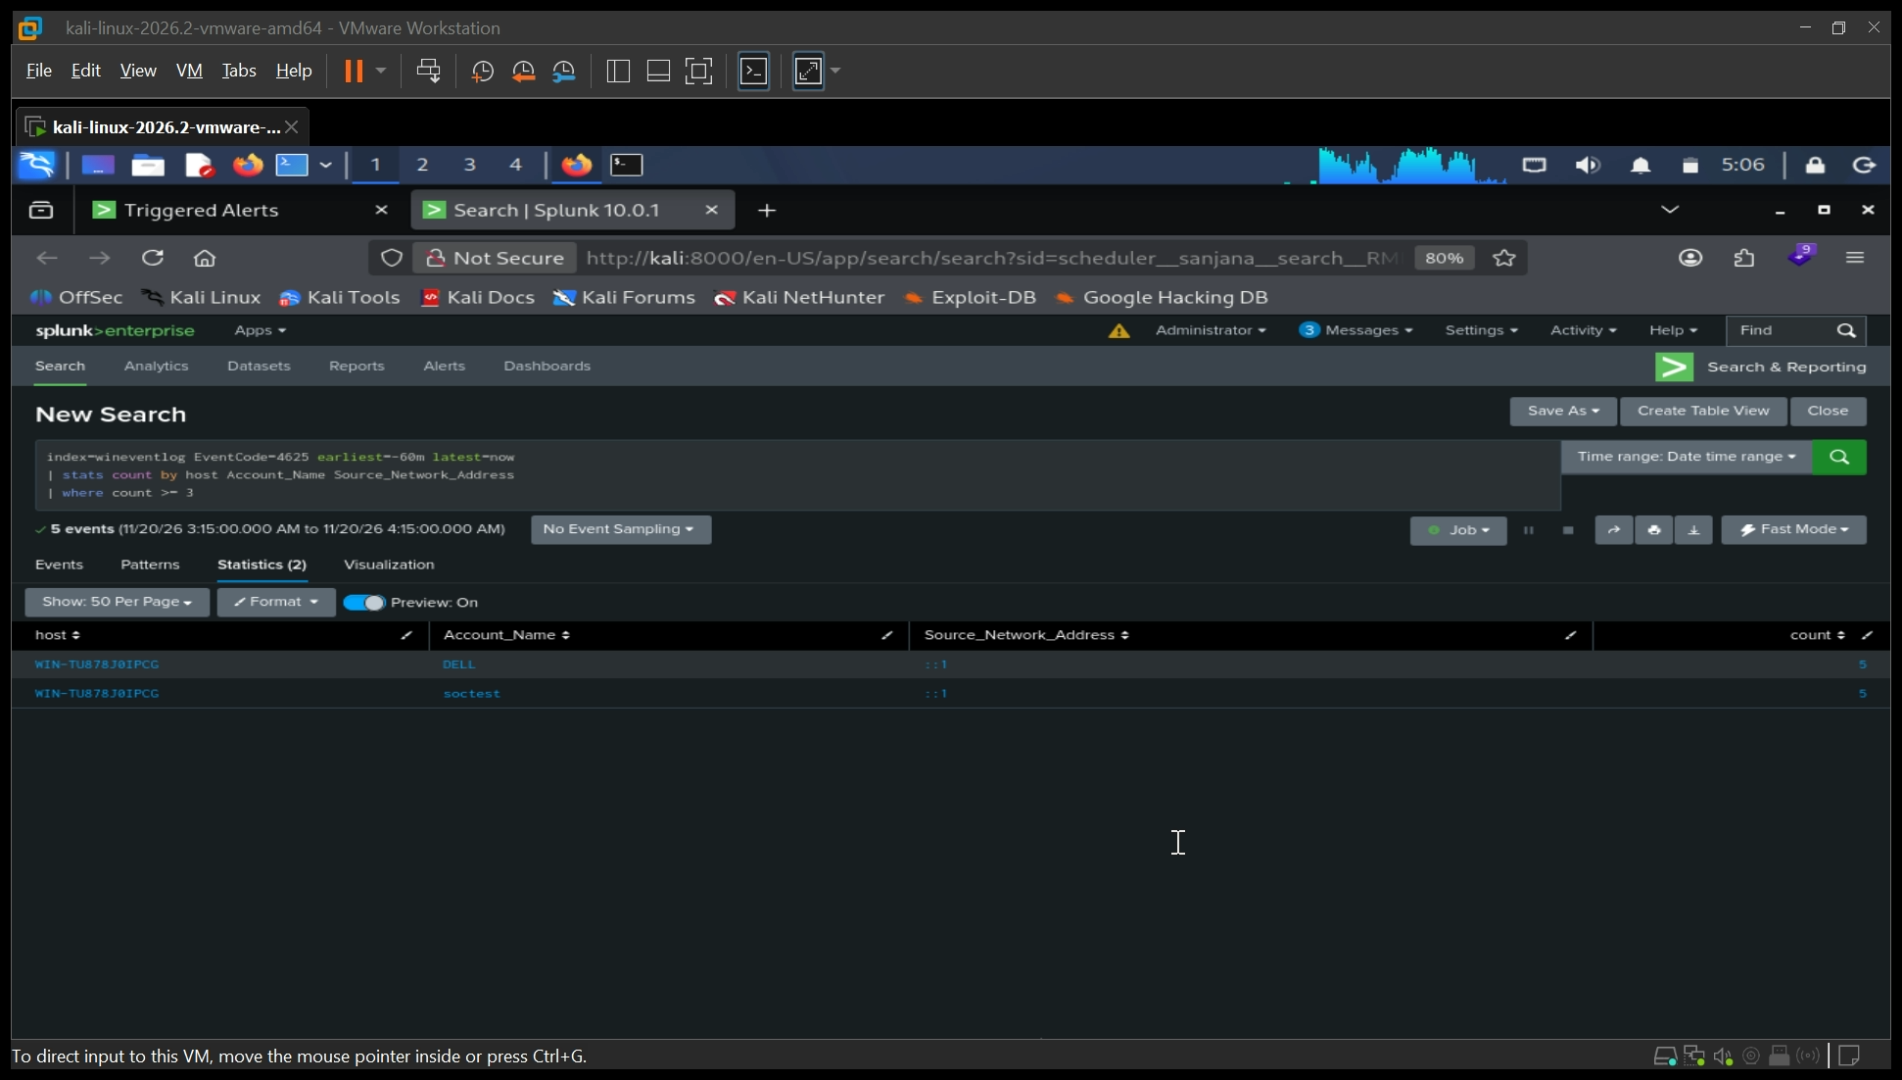 kali-linux-2026.2-vmware-amd64 - VMware Workstation
File Edit View VM Tabs Help
kali-linux-2026.2-vmware-...
1 2 3 4 5:06
Triggered Alerts Search | Splunk 10.0.1
Not Secure http://kali:8000/en-US/app/search/search?sid=scheduler__sanjana__search__RM 80% 9
OffSec Kali Linux Kali Tools Kali Docs Kali Forums Kali NetHunter Exploit-DB Google Hacking DB
splunk>enterprise Apps Administrator 3 Messages Settings Activity Help Find
Search Analytics Datasets Reports Alerts Dashboards Search & Reporting
New Search Save As Create Table View Close
index=wineventlog EventCode=4625 earliest=-60m latest=now
| stats count by host Account_Name Source_Network_Address
| where count >= 3
Time range: Date time range
5 events (11/20/26 3:15:00.000 AM to 11/20/26 4:15:00.000 AM) No Event Sampling Job Fast Mode
Events Patterns Statistics (2) Visualization
Show: 50 Per Page Format Preview: On
host Account_Name Source_Network_Address count
WIN-TU878J0IPCG DELL ::1 5
WIN-TU878J0IPCG soctest ::1 5
To direct input to this VM, move the mouse pointer inside or press Ctrl+G.